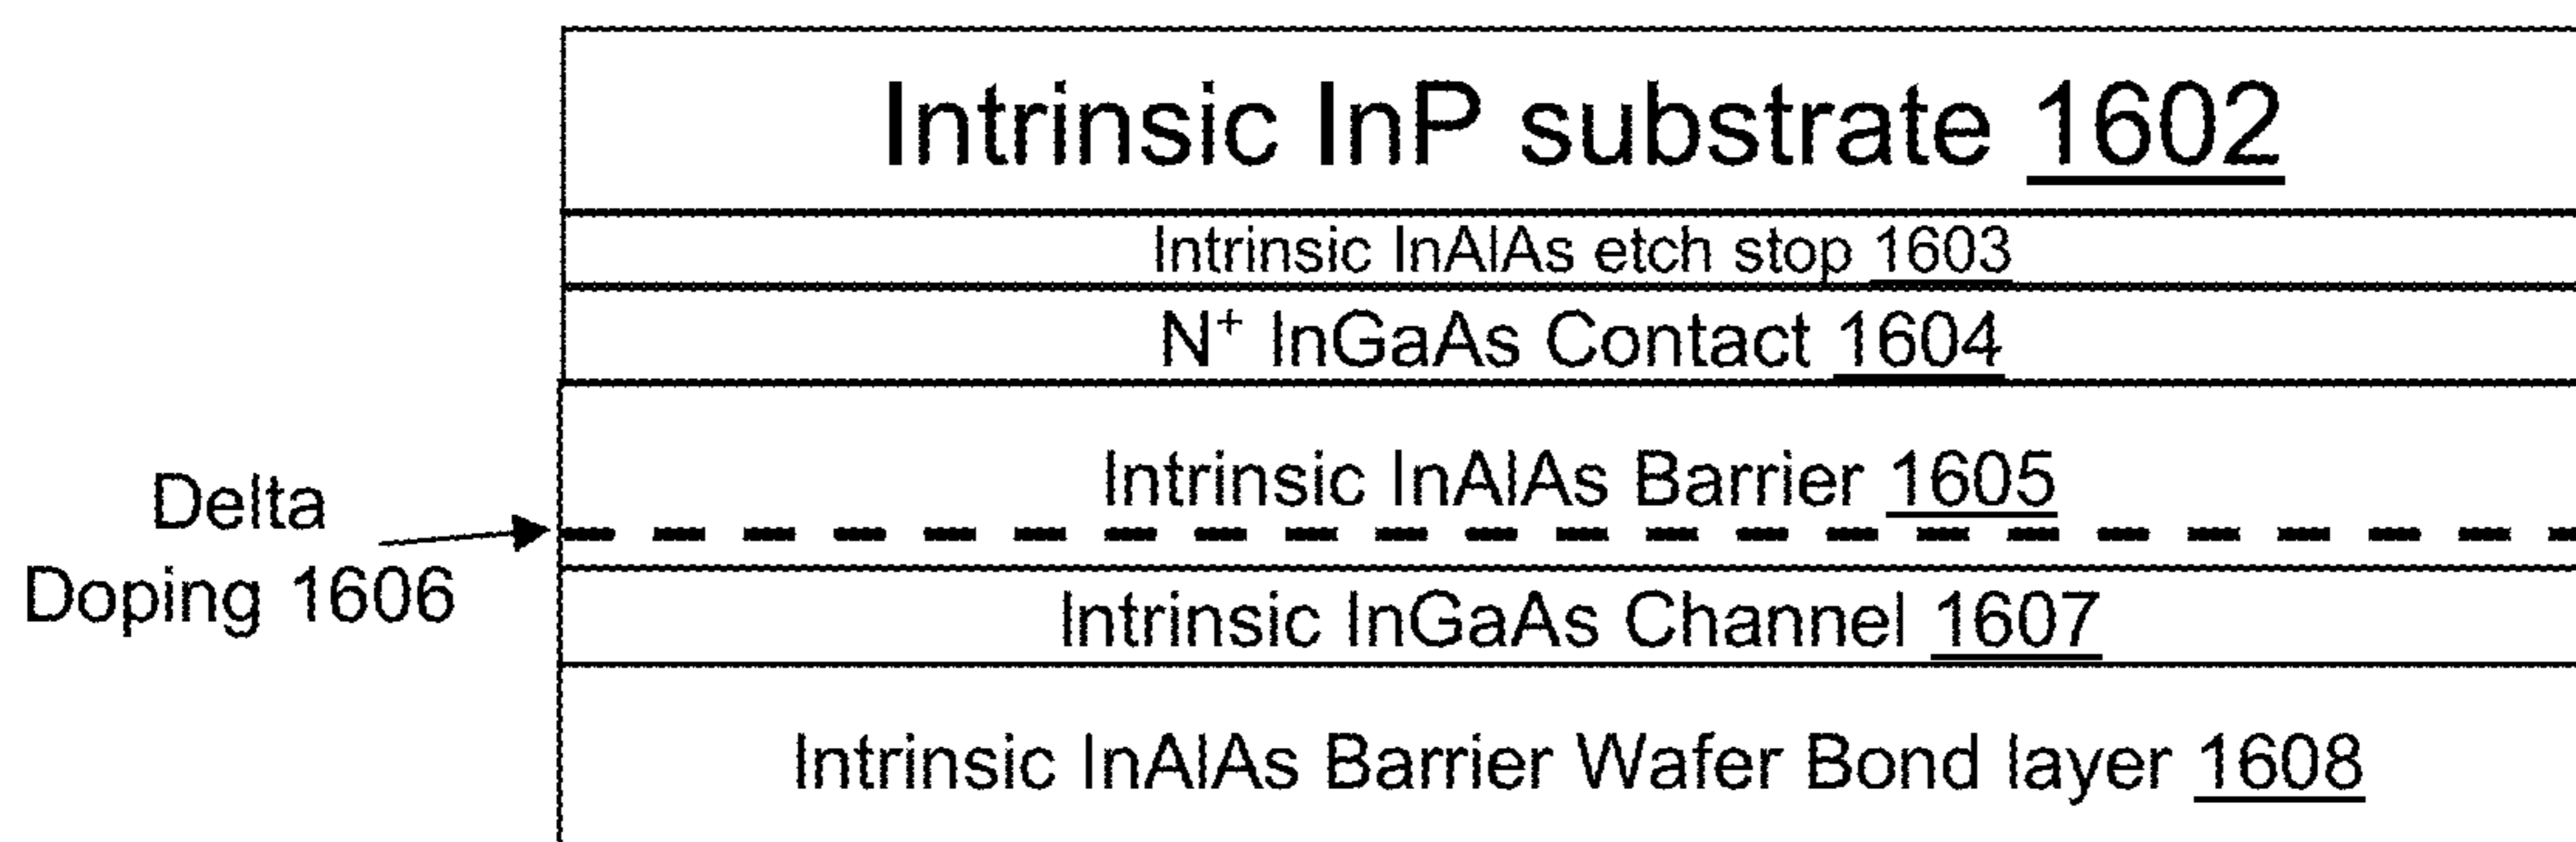 Intrinsic InP substrate 1602
Intrinsic InAlAs etch stop 1603
N⁺ InGaAs Contact 1604
Intrinsic InAlAs Barrier 1605
Delta
Doping 1606
Intrinsic InGaAs Channel 1607
Intrinsic InAlAs Barrier Wafer Bond layer 1608